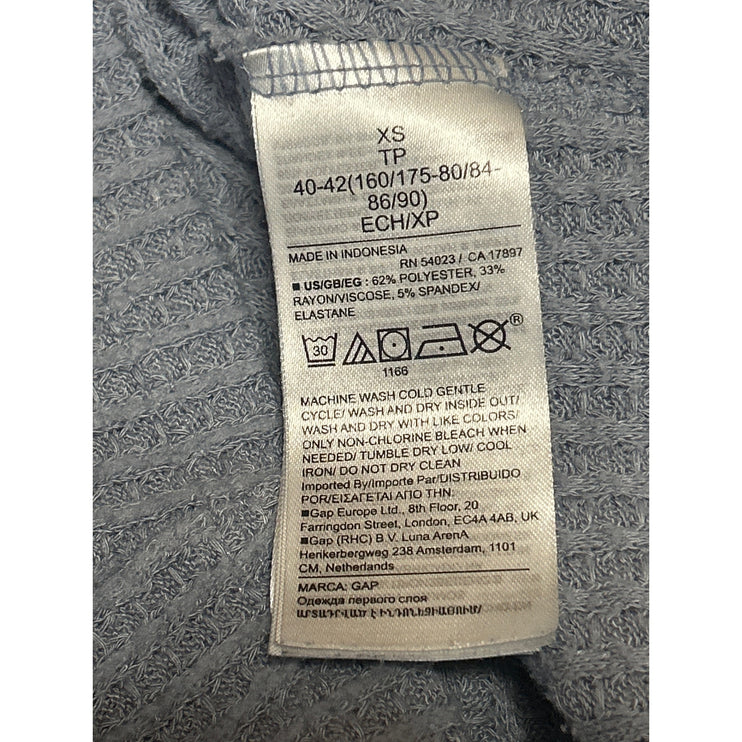 XS
TP
40-42(160/175-80/84-
86/90)
ECH/XP
MADE IN INDONESIA
RN 54023 / CA 17897
■ US/GB/EG : 62% POLYESTER, 33%
RAYON/VISCOSE, 5% SPANDEX/
ELASTANE
30
®
1166
MACHINE WASH COLD GENTLE
CYCLE/ WASH AND DRY INSIDE OUT/
WASH AND DRY WITH LIKE COLORS/
ONLY NON-CHLORINE BLEACH WHEN
NEEDED/ TUMBLE DRY LOW/ COOL
IRON/ DO NOT DRY CLEAN
Imported By/Importe Par/DISTRIBUIDO
POR/ΕΙΣΑΓΕΤΑΙ ΑΠΟ ΤΗΝ:
■Gap Europe Ltd., 8th Floor, 20
Farringdon Street, London, EC4A 4AB, UK
■Gap (RHC) B.V. Luna ArenA
Herikerbergweg 238 Amsterdam, 1101
CM, Netherlands
МАРСА: GAP
Одежда первого слоя
ԱՐՏԱԴՐՎԱԾ Է ԻՆԴՈՆԵԶԻԱՅՈՒՄ/